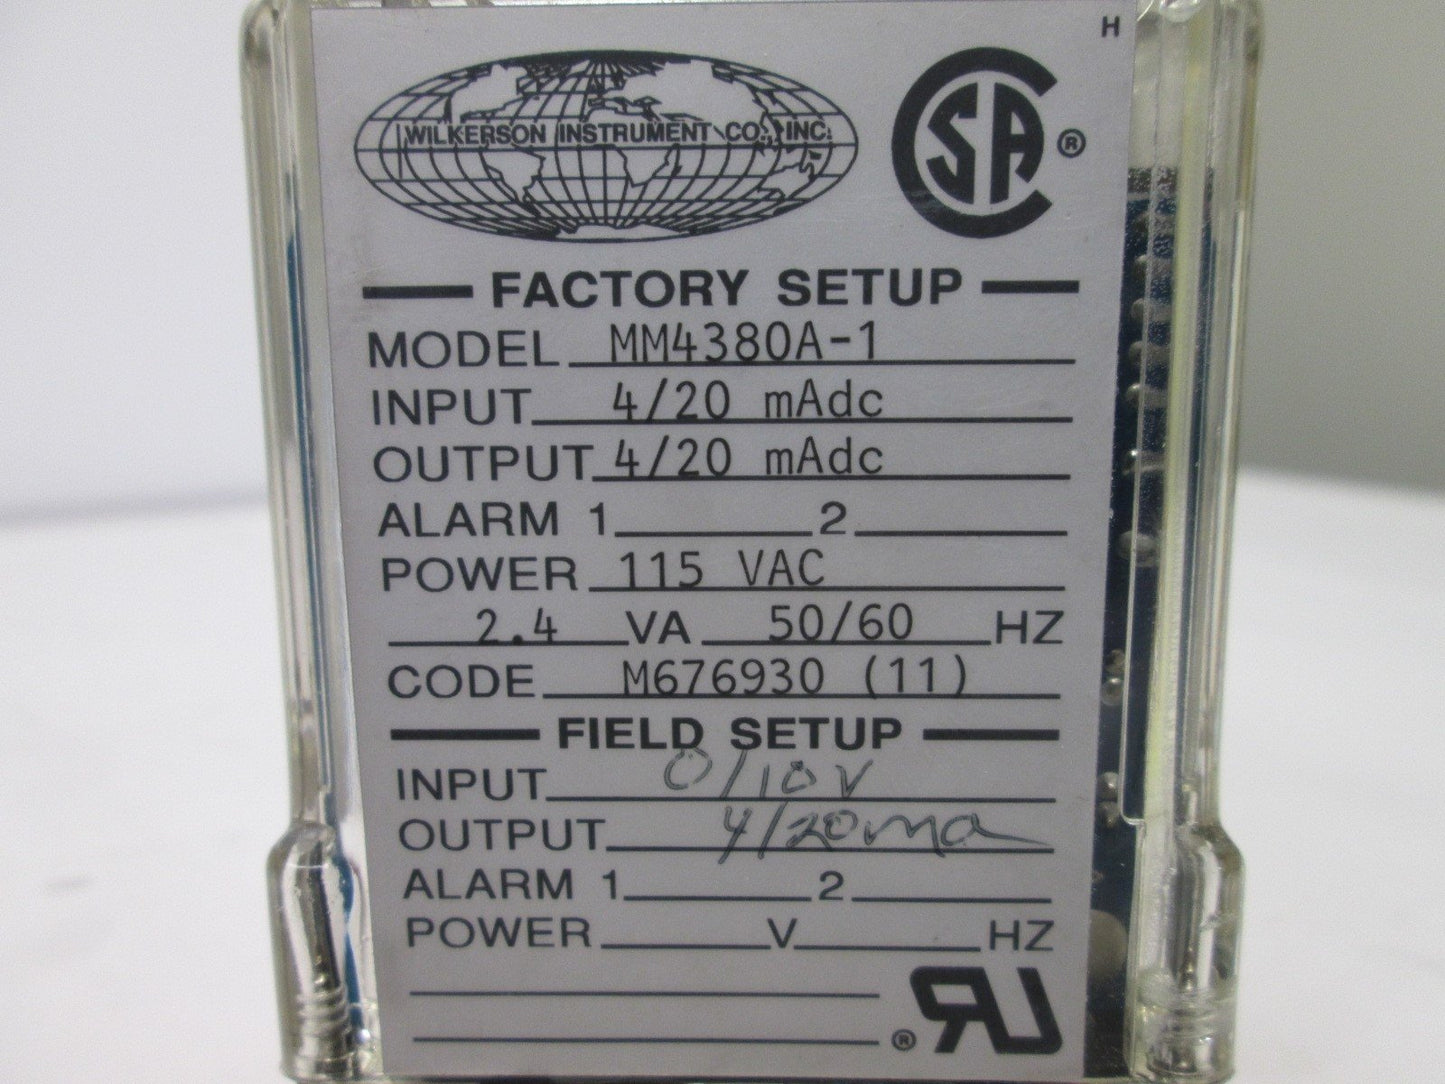 H
WILKERSON INSTRUMENT CO., INC.
CSA ®
FACTORY SETUP
MODEL MM4380A-1
INPUT 4/20 mAdc
OUTPUT 4/20 mAdc
ALARM 1 2
POWER 115 VAC
2.4 VA 50/60 HZ
CODE M676930 (11)
FIELD SETUP
INPUT 0/10V
OUTPUT 4/20ma
ALARM 1 2
POWER V HZ
® UR